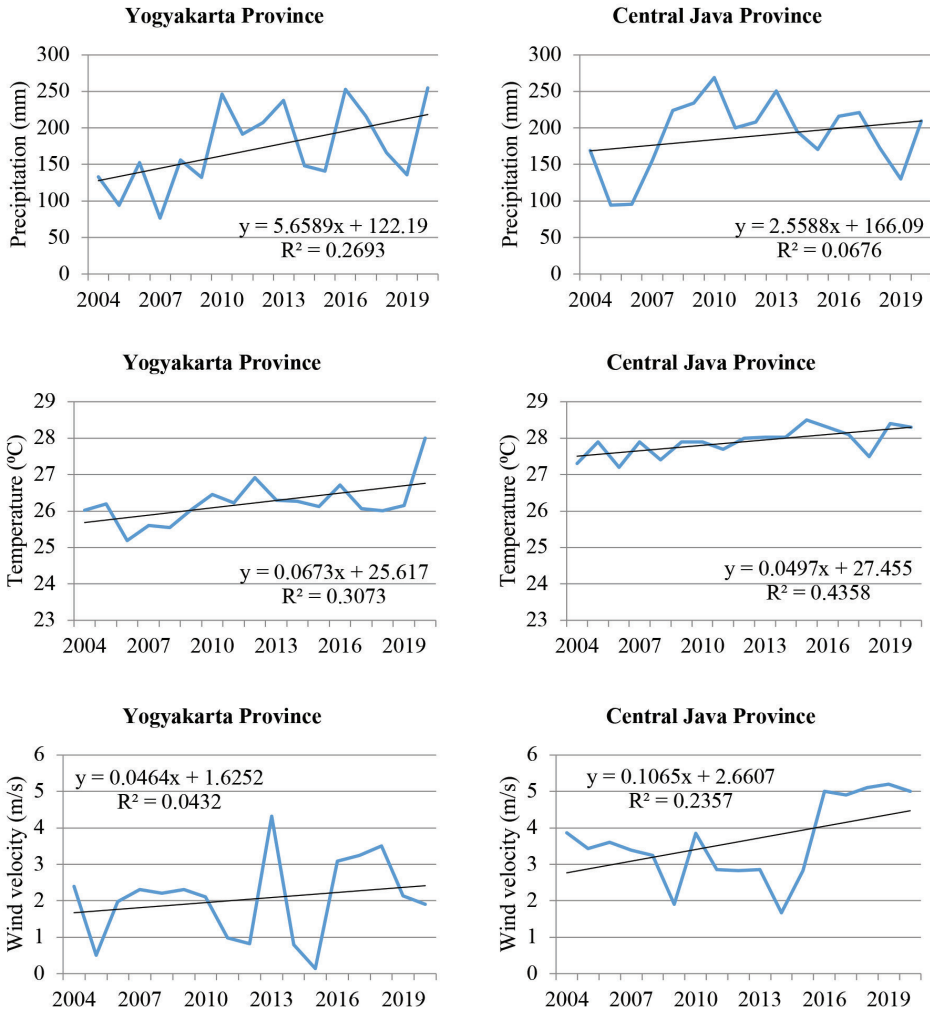 Yogyakarta Province
Precipitation (mm)
300
250
200
150
100
50
0
y = 5.6589x + 122.19
R² = 0.2693
2004 2007 2010 2013 2016 2019
Central Java Province
Precipitation (mm)
300
250
200
150
100
50
0
y = 2.5588x + 166.09
R² = 0.0676
2004 2007 2010 2013 2016 2019
Yogyakarta Province
Temperature (ºC)
29
28
27
26
25
24
23
y = 0.0673x + 25.617
R² = 0.3073
2004 2007 2010 2013 2016 2019
Central Java Province
Temperature (ºC)
29
28
27
26
25
24
23
y = 0.0497x + 27.455
R² = 0.4358
2004 2007 2010 2013 2016 2019
Yogyakarta Province
Wind velocity (m/s)
6
5
4
3
2
1
0
y = 0.0464x + 1.6252
R² = 0.0432
2004 2007 2010 2013 2016 2019
Central Java Province
Wind velocity (m/s)
6
5
4
3
2
1
0
y = 0.1065x + 2.6607
R² = 0.2357
2004 2007 2010 2013 2016 2019